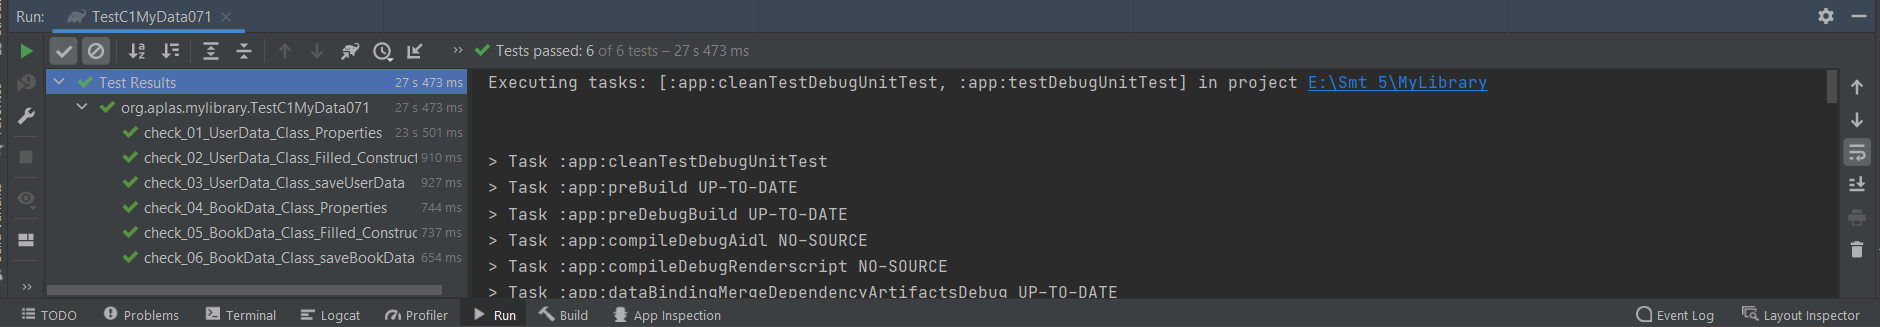 Run: TestC1MyData071
Tests passed: 6 of 6 tests – 27 s 473 ms
Test Results 27 s 473 ms
org.aplas.mylibrary.TestC1MyData071 27 s 473 ms
check_01_UserData_Class_Properties 23 s 501 ms
check_02_UserData_Class_Filled_Construct 910 ms
check_03_UserData_Class_saveUserData 927 ms
check_04_BookData_Class_Properties 744 ms
check_05_BookData_Class_Filled_Construc 737 ms
check_06_BookData_Class_saveBookData 654 ms
Executing tasks: [:app:cleanTestDebugUnitTest, :app:testDebugUnitTest] in project E:\Smt 5\MyLibrary
> Task :app:cleanTestDebugUnitTest
> Task :app:preBuild UP-TO-DATE
> Task :app:preDebugBuild UP-TO-DATE
> Task :app:compileDebugAidl NO-SOURCE
> Task :app:compileDebugRenderscript NO-SOURCE
> Task :app:dataBindingMergeDependencyArtifactsDebug UP-TO-DATE
TODO Problems Terminal Logcat Profiler Run Build App Inspection Event Log Layout Inspector